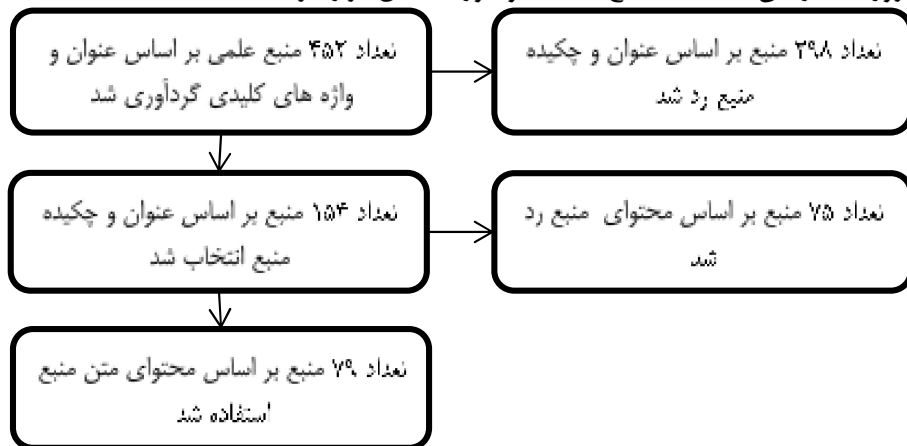 تعداد ۴۵۲ منبع علمی بر اساس عنوان و
واژه های کلیدی گردآوری شد
تعداد ۳۹۸ منبع بر اساس عنوان و چکیده
منبع رد شد
تعداد ۱۵۴ منبع بر اساس عنوان و چکیده
منبع انتخاب شد
تعداد ۷۵ منبع بر اساس محتوای منبع رد
شد
تعداد ۷۹ منبع بر اساس محتوای متن منبع
استفاده شد